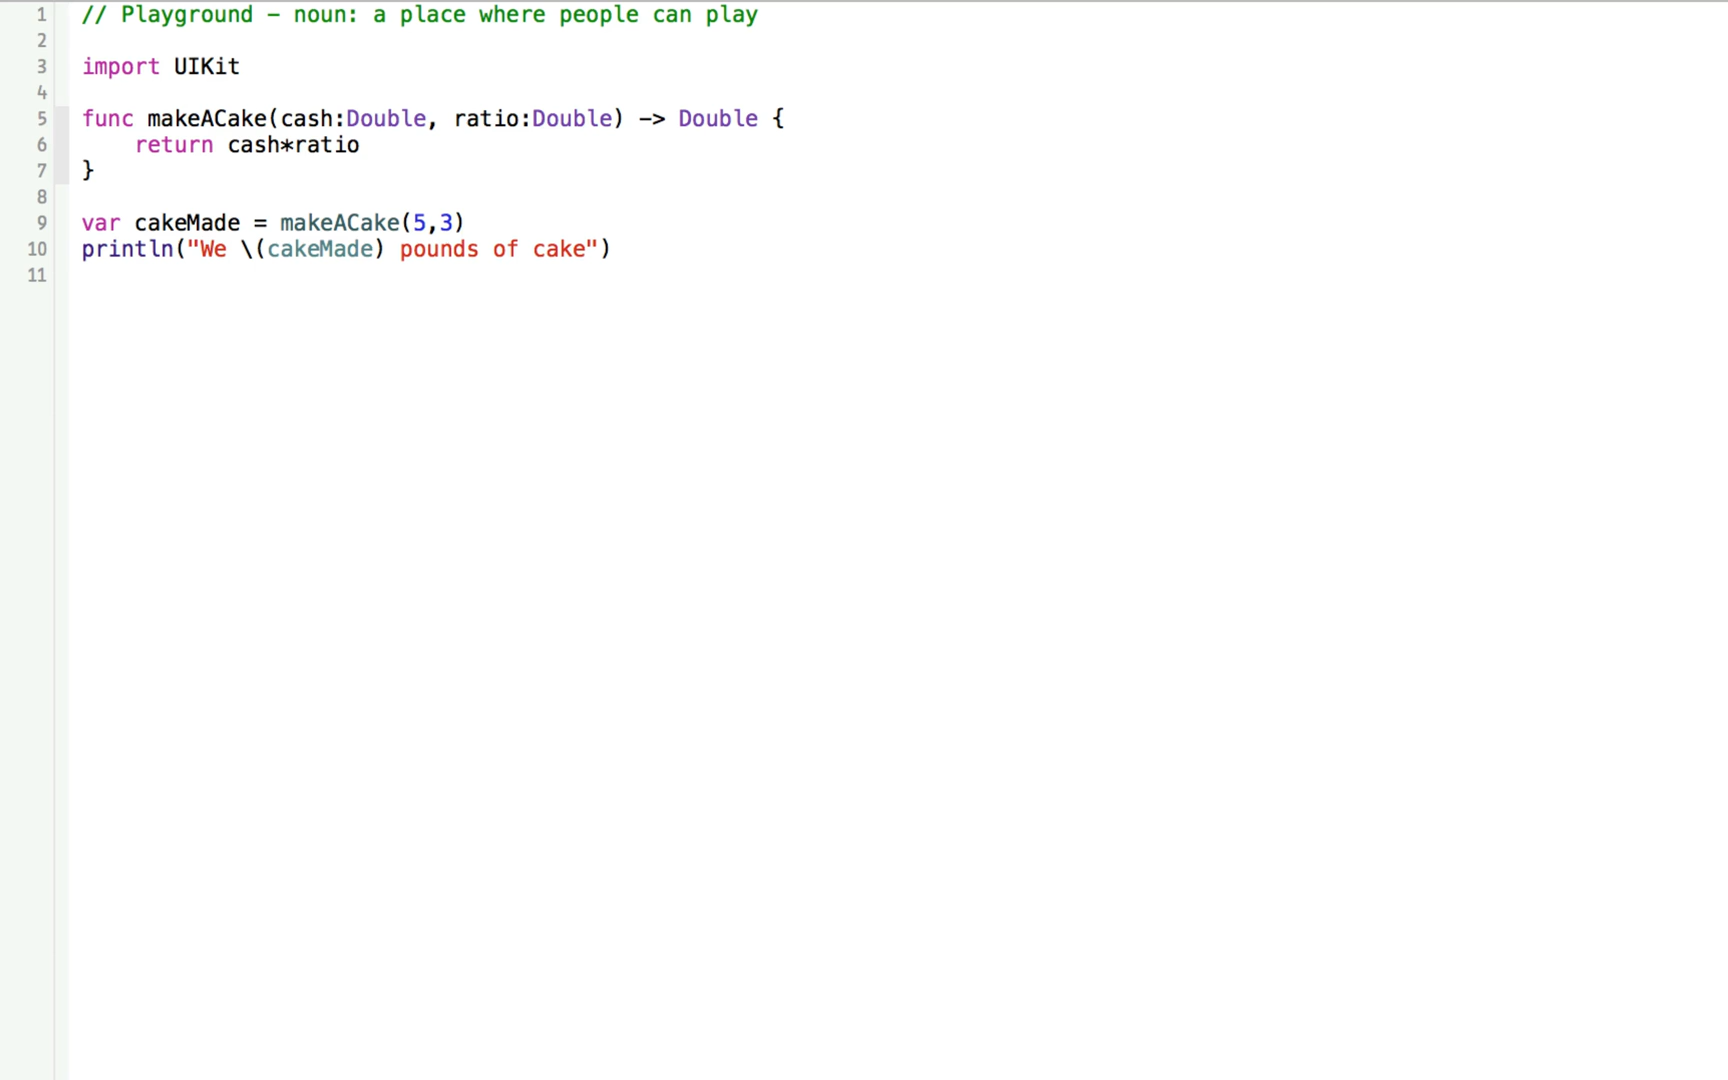 1 // Playground – noun: a place where people can play
2
3 import UIKit
4
5 func makeACake(cash:Double, ratio:Double) -> Double {
6     return cash*ratio
7 }
8
9 var cakeMade = makeACake(5,3)
10 println("We \(cakeMade) pounds of cake")
11